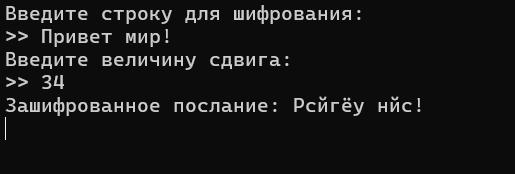 Введите строку для шифрования:
>> Привет мир!
Введите величину сдвига:
>> 34
Зашифрованное послание: Рсйгёу нйс!